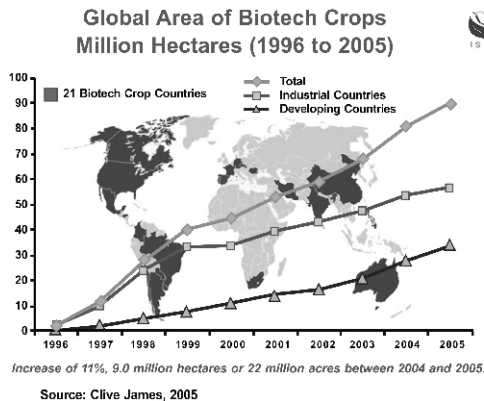 Global Area of Biotech Crops
Million Hectares (1996 to 2005)
I S
100
90
80
70
60
50
40
30
20
10
0
21 Biotech Crop Countries
Total
Industrial Countries
Developing Countries
1996 1997 1998 1999 2000 2001 2002 2003 2004 2005
Increase of 11%, 9.0 million hectares or 22 million acres between 2004 and 2005.
Source: Clive James, 2005